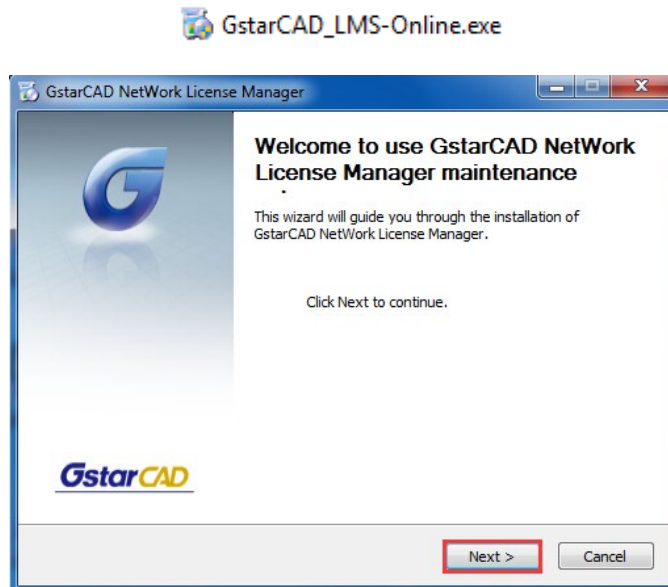 GstarCAD_LMS-Online.exe
GstarCAD NetWork License Manager
Welcome to use GstarCAD NetWork
License Manager maintenance
This wizard will guide you through the installation of
GstarCAD NetWork License Manager.
Click Next to continue.
GstarCAD
Next >
Cancel